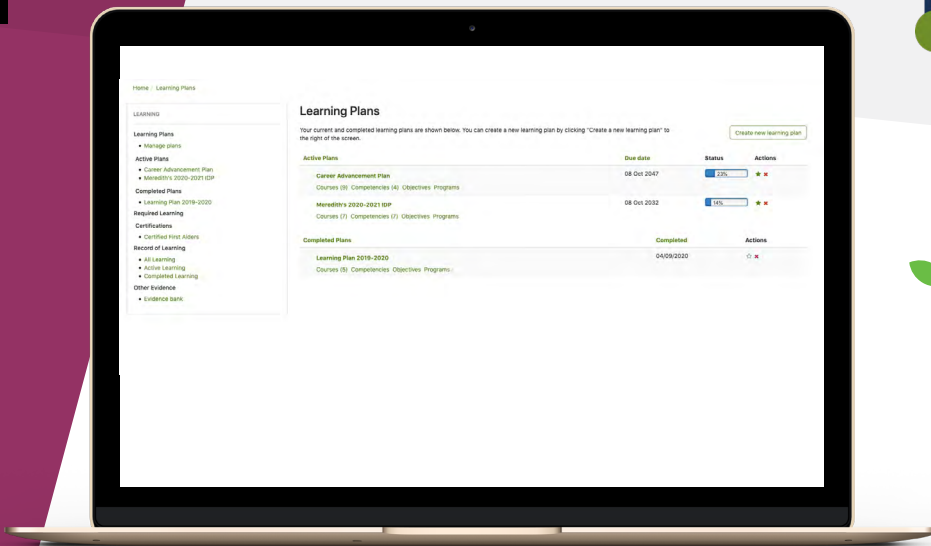 Home / Learning Plans
LEARNING
Learning Plans
• Manage plans
Active Plans
• Career Advancement Plan
• Meredith's 2020-2021 IDP
Completed Plans
• Learning Plan 2019-2020
Required Learning
Certifications
• Certified First Aiders
Record of Learning
• All Learning
• Active Learning
• Completed Learning
Other Evidence
• Evidence bank
Learning Plans
Your current and completed learning plans are shown below. You can create a new learning plan by clicking "Create a new learning plan" to
the right of the screen.
Create new learning plan
Active Plans Due date Status Actions
Career Advancement Plan 08 Oct 2047 23%
Courses (9) Competencies (4) Objectives Programs
Meredith's 2020-2021 IDP 08 Oct 2032 14%
Courses (7) Competencies (7) Objectives Programs
Completed Plans Completed Actions
Learning Plan 2019-2020 04/09/2020
Courses (5) Competencies Objectives Programs